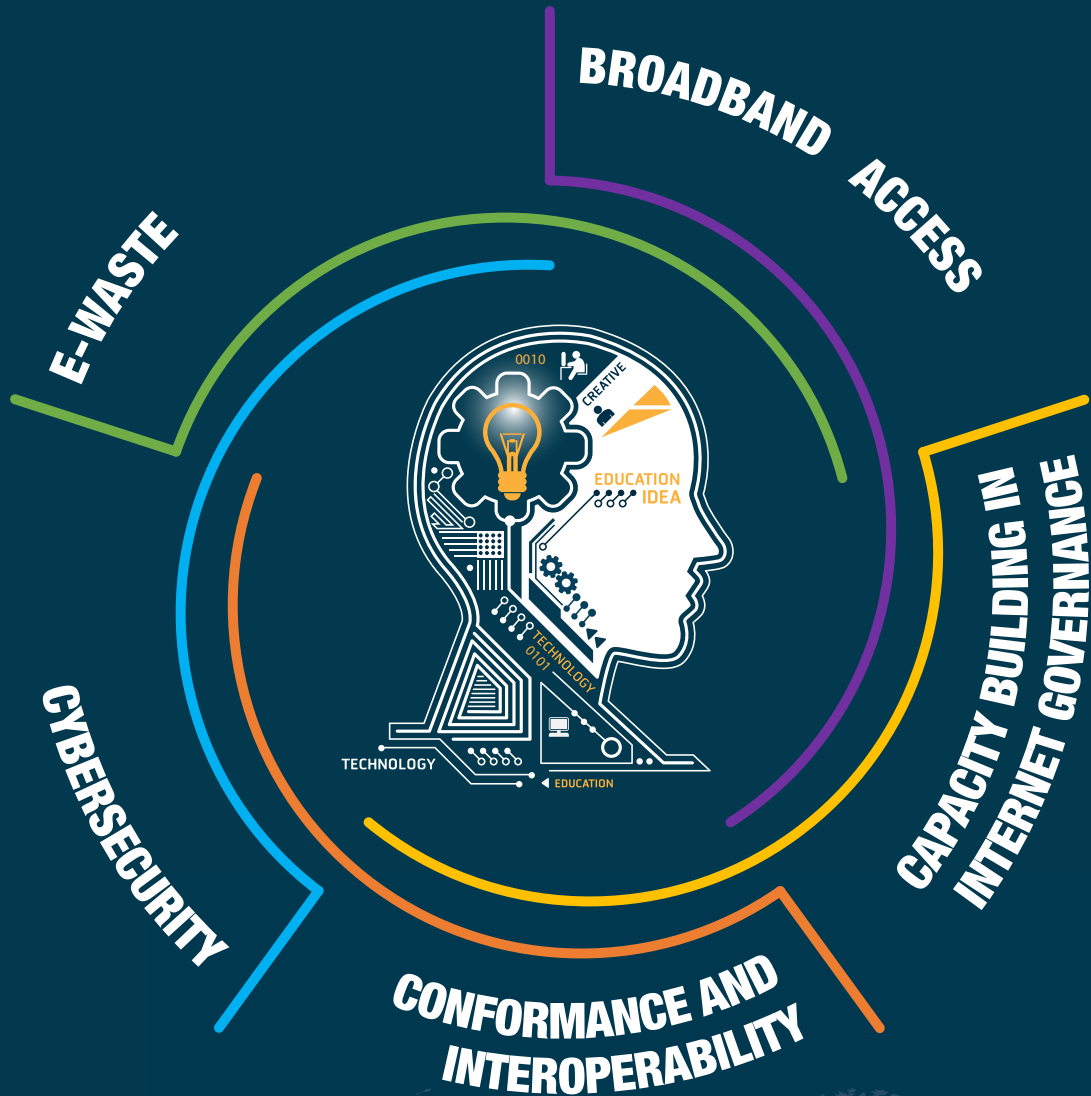 BROADBAND ACCESS
E-WASTE
0010
CREATIVE
EDUCATION
IDEA
CAPACITY BUILDING IN
INTERNET GOVERNANCE
TECHNOLOGY
0101
CYBERSECURITY
TECHNOLOGY
EDUCATION
CONFORMANCE AND
INTEROPERABILITY